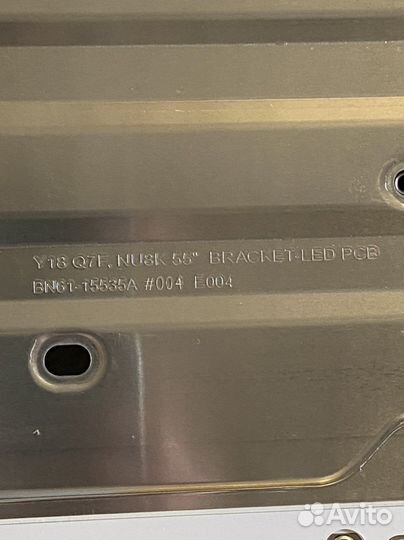 Y18 Q7F, NU8K 55" BRACKET-LED PCB
BN61-15535A #004 E004
Avito